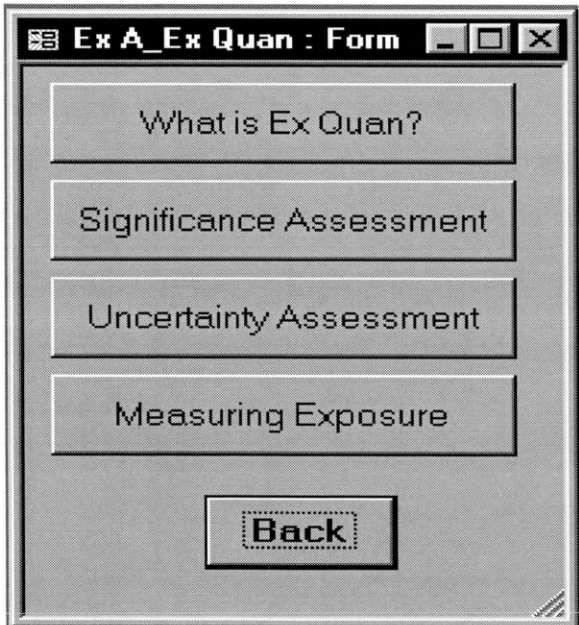 Ex A_Ex Quan : Form
What is Ex Quan?
Significance Assessment
Uncertainty Assessment
Measuring Exposure
Back